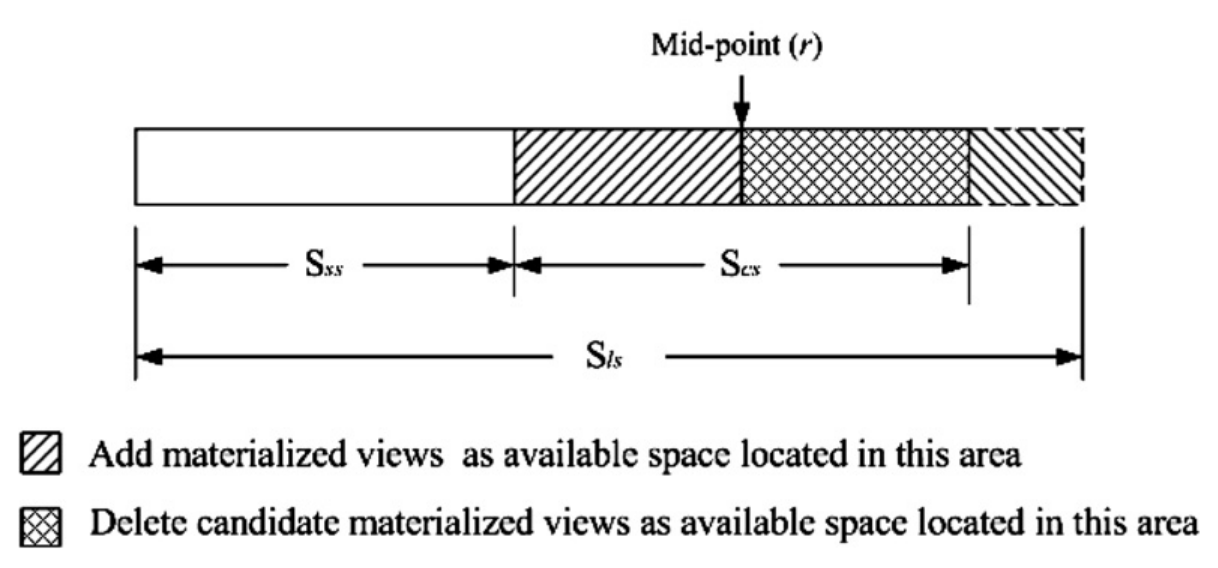 Mid-point (r)
Sss
Scs
Sls
Add materialized views as available space located in this area
Delete candidate materialized views as available space located in this area